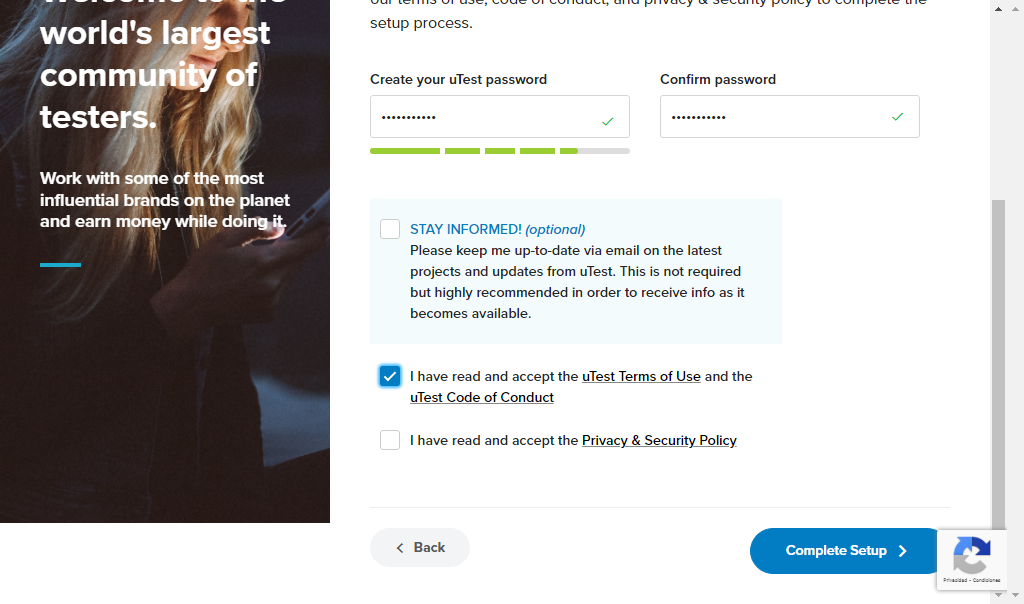 Welcome to the
world's largest
community of
testers.
Work with some of the most
influential brands on the planet
and earn money while doing it.
our terms of use, code of conduct, and privacy & security policy to complete the
setup process.
Create your uTest password
Confirm password
•••••••••••
•••••••••••
STAY INFORMED! (optional)
Please keep me up-to-date via email on the latest
projects and updates from uTest. This is not required
but highly recommended in order to receive info as it
becomes available.
I have read and accept the uTest Terms of Use and the
uTest Code of Conduct
I have read and accept the Privacy & Security Policy
Back
Complete Setup
Privacidad - Condiciones